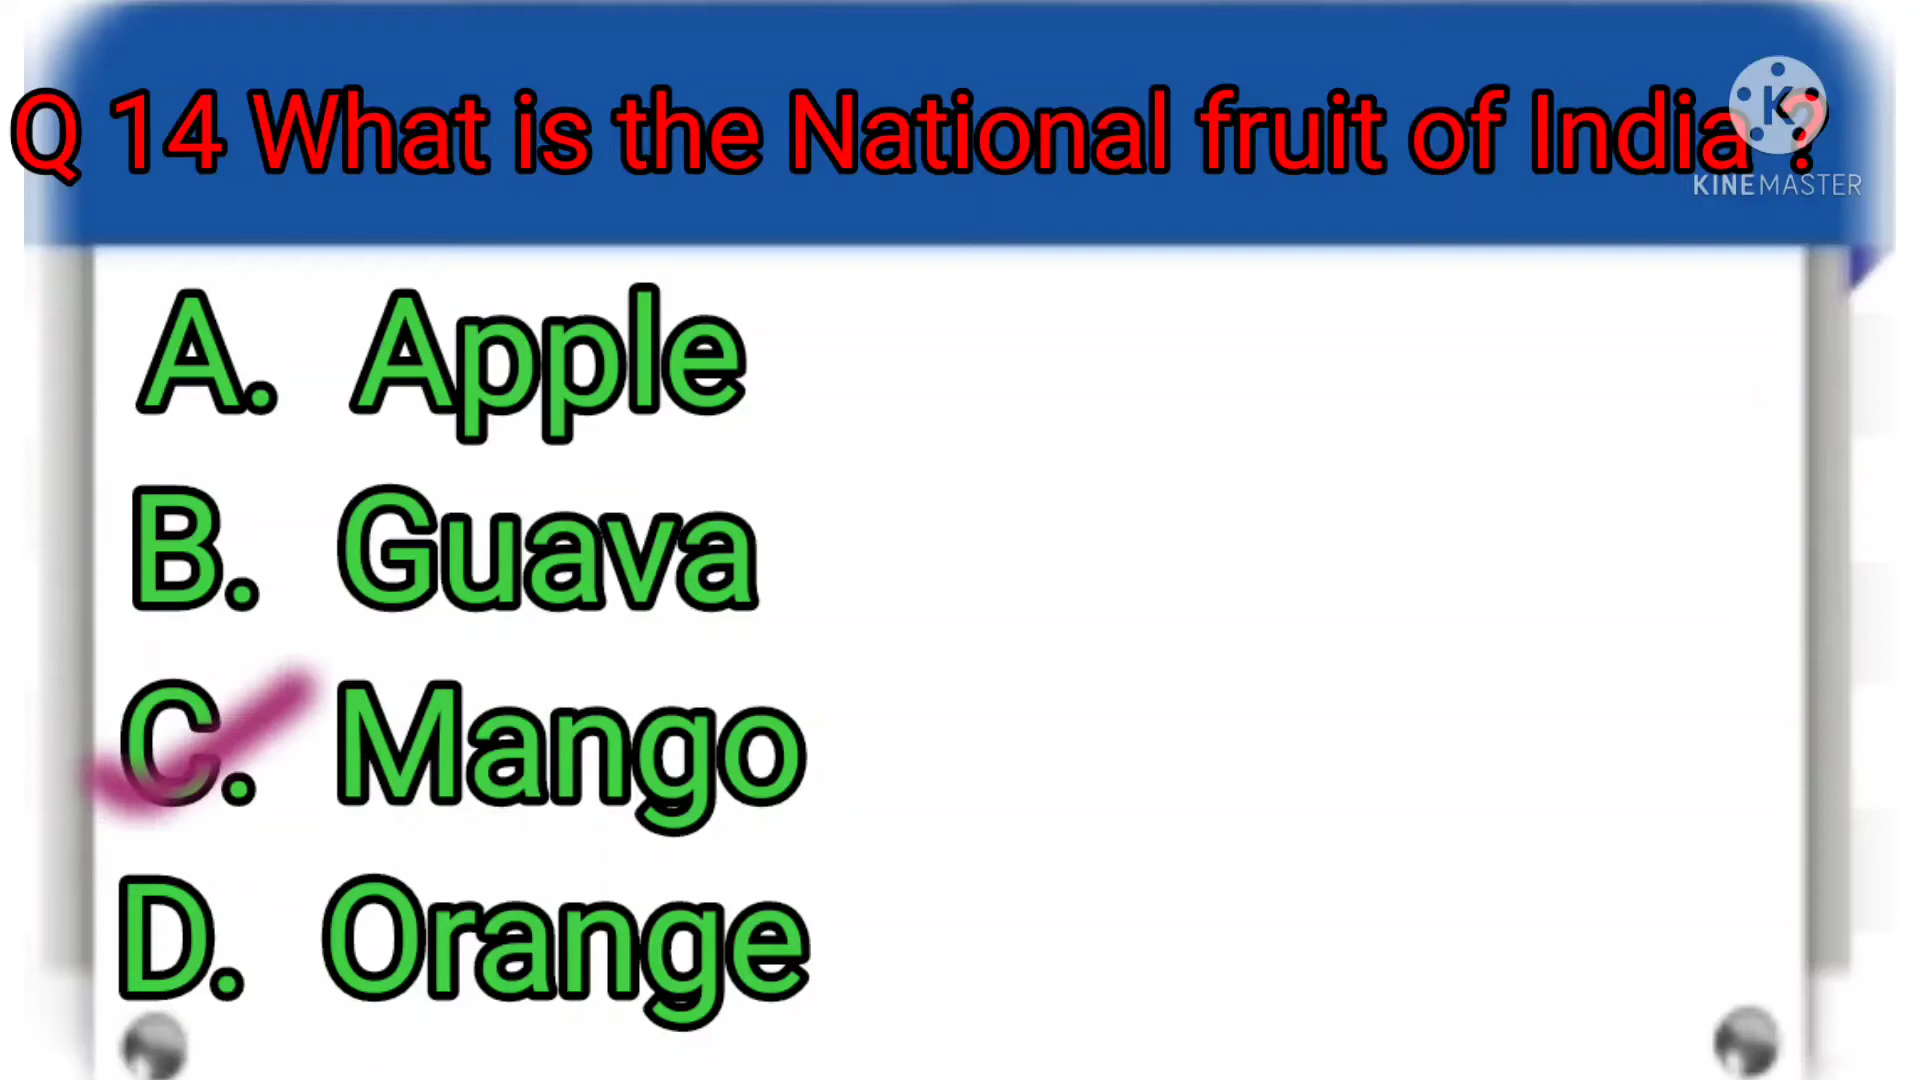 Q 14 What is the National fruit of India ?
KINEMASTER
A. Apple
B. Guava
C. Mango
D. Orange